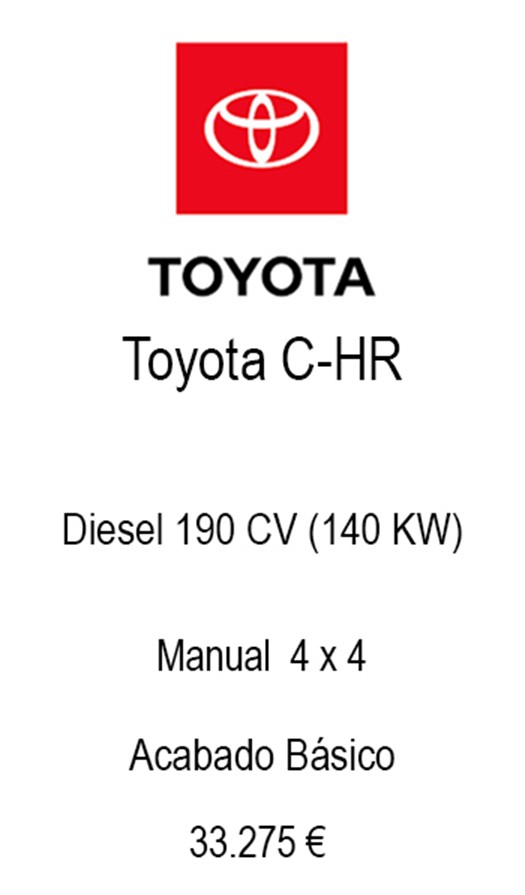 TOYOTA
Toyota C-HR
Diesel 190 CV (140 KW)
Manual 4 x 4
Acabado Básico
33.275 €